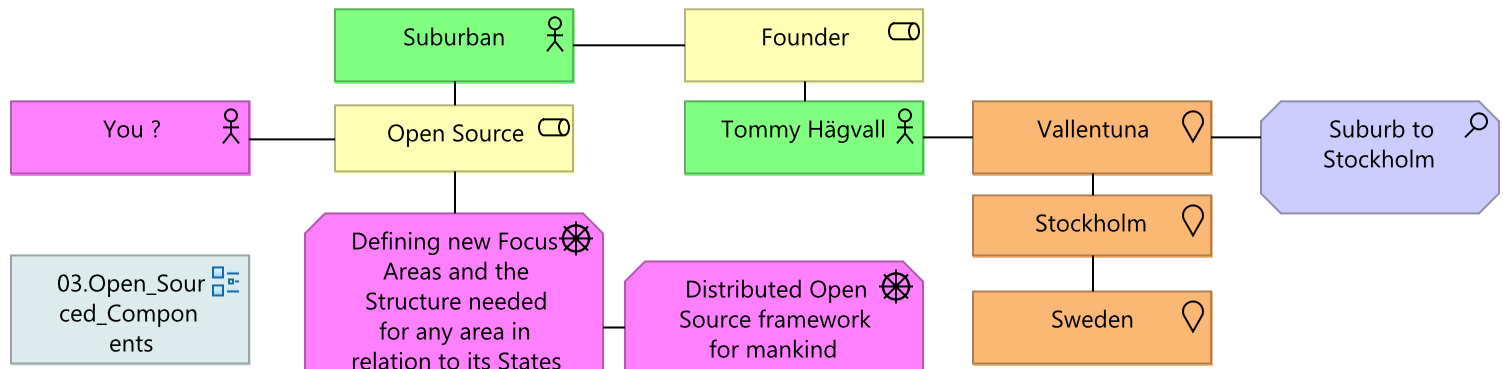 Suburban
Founder
You ?
Open Source
Tommy Hägvall
Vallentuna
Suburb to
Stockholm
Stockholm
Defining new Focus
Areas and the
Structure needed
for any area in
relation to its States
03.Open_Sour
ced_Compon
ents
Distributed Open
Source framework
for mankind
Sweden